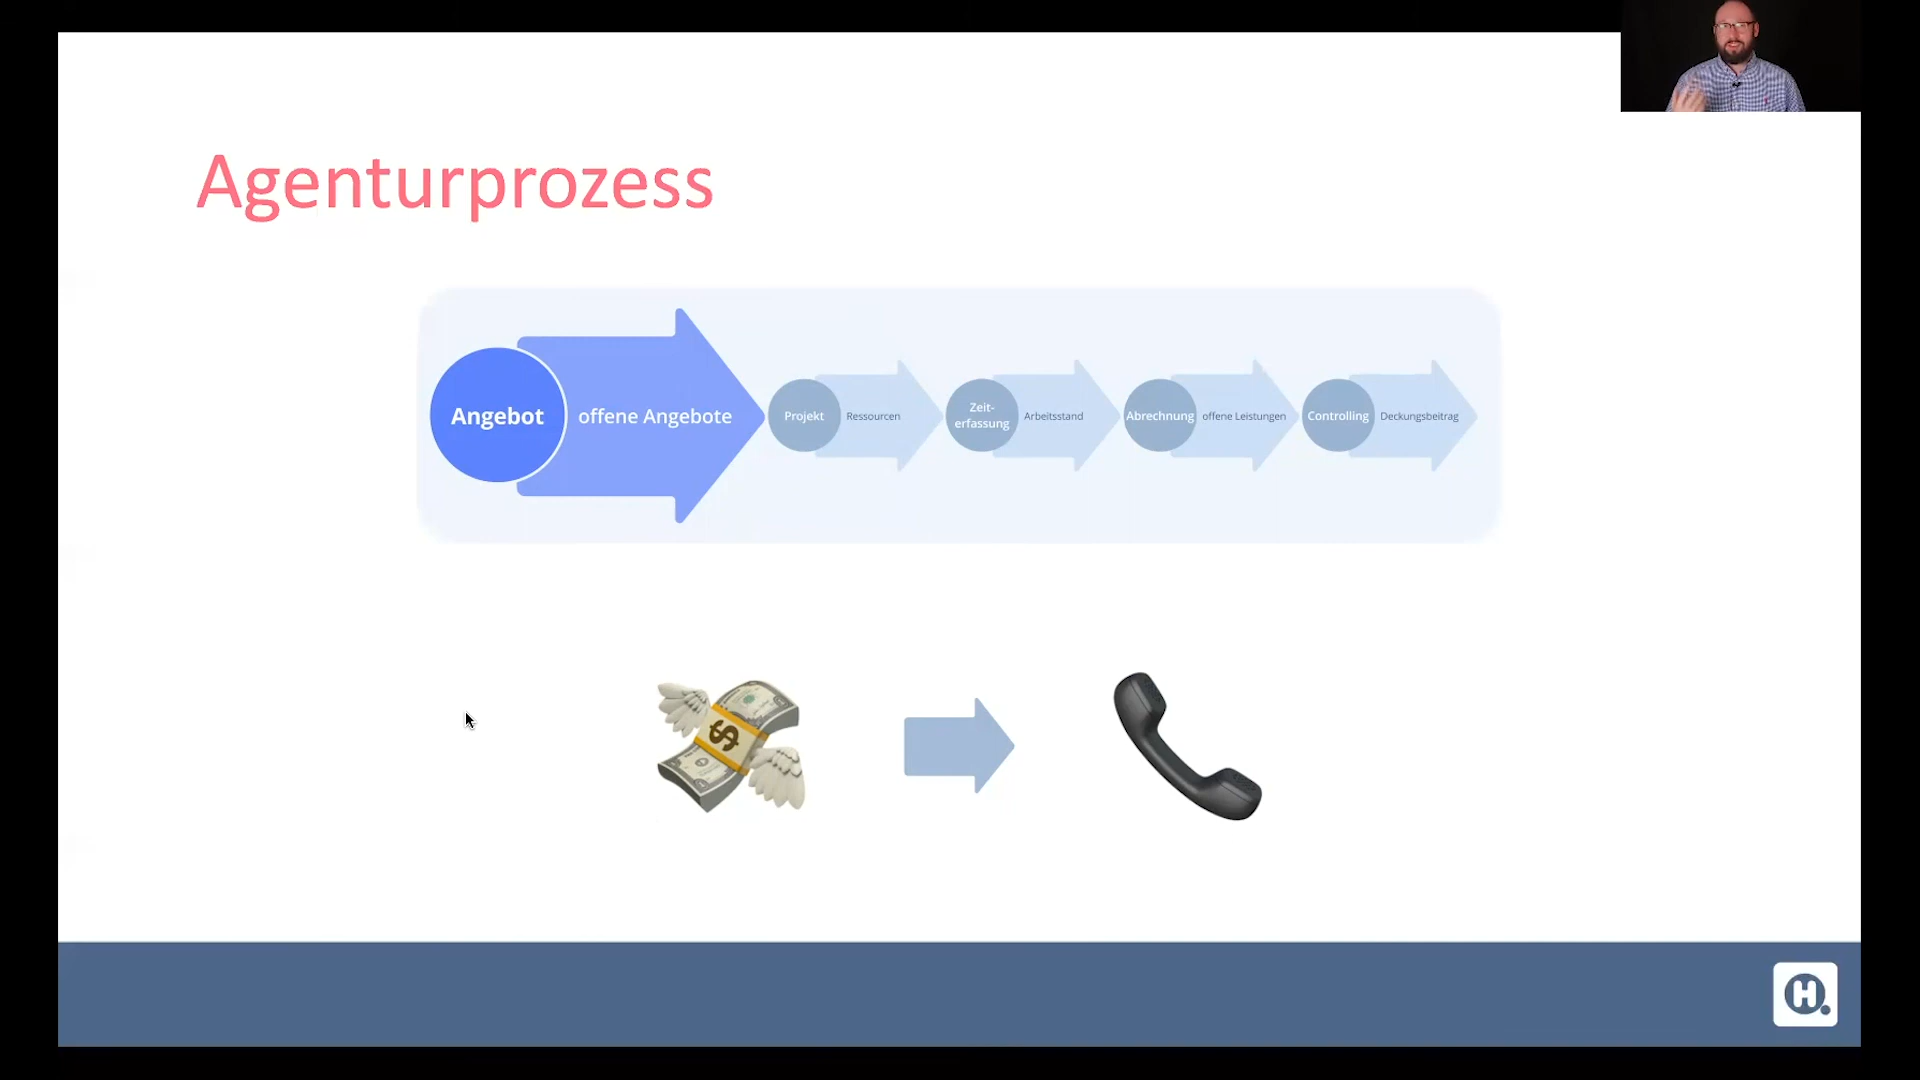 Agenturprozess
Angebot
offene Angebote
Projekt
Ressourcen
Zeit-
erfassung
Arbeitsstand
Abrechnung
offene Leistungen
Controlling
Deckungsbeitrag
$
H.